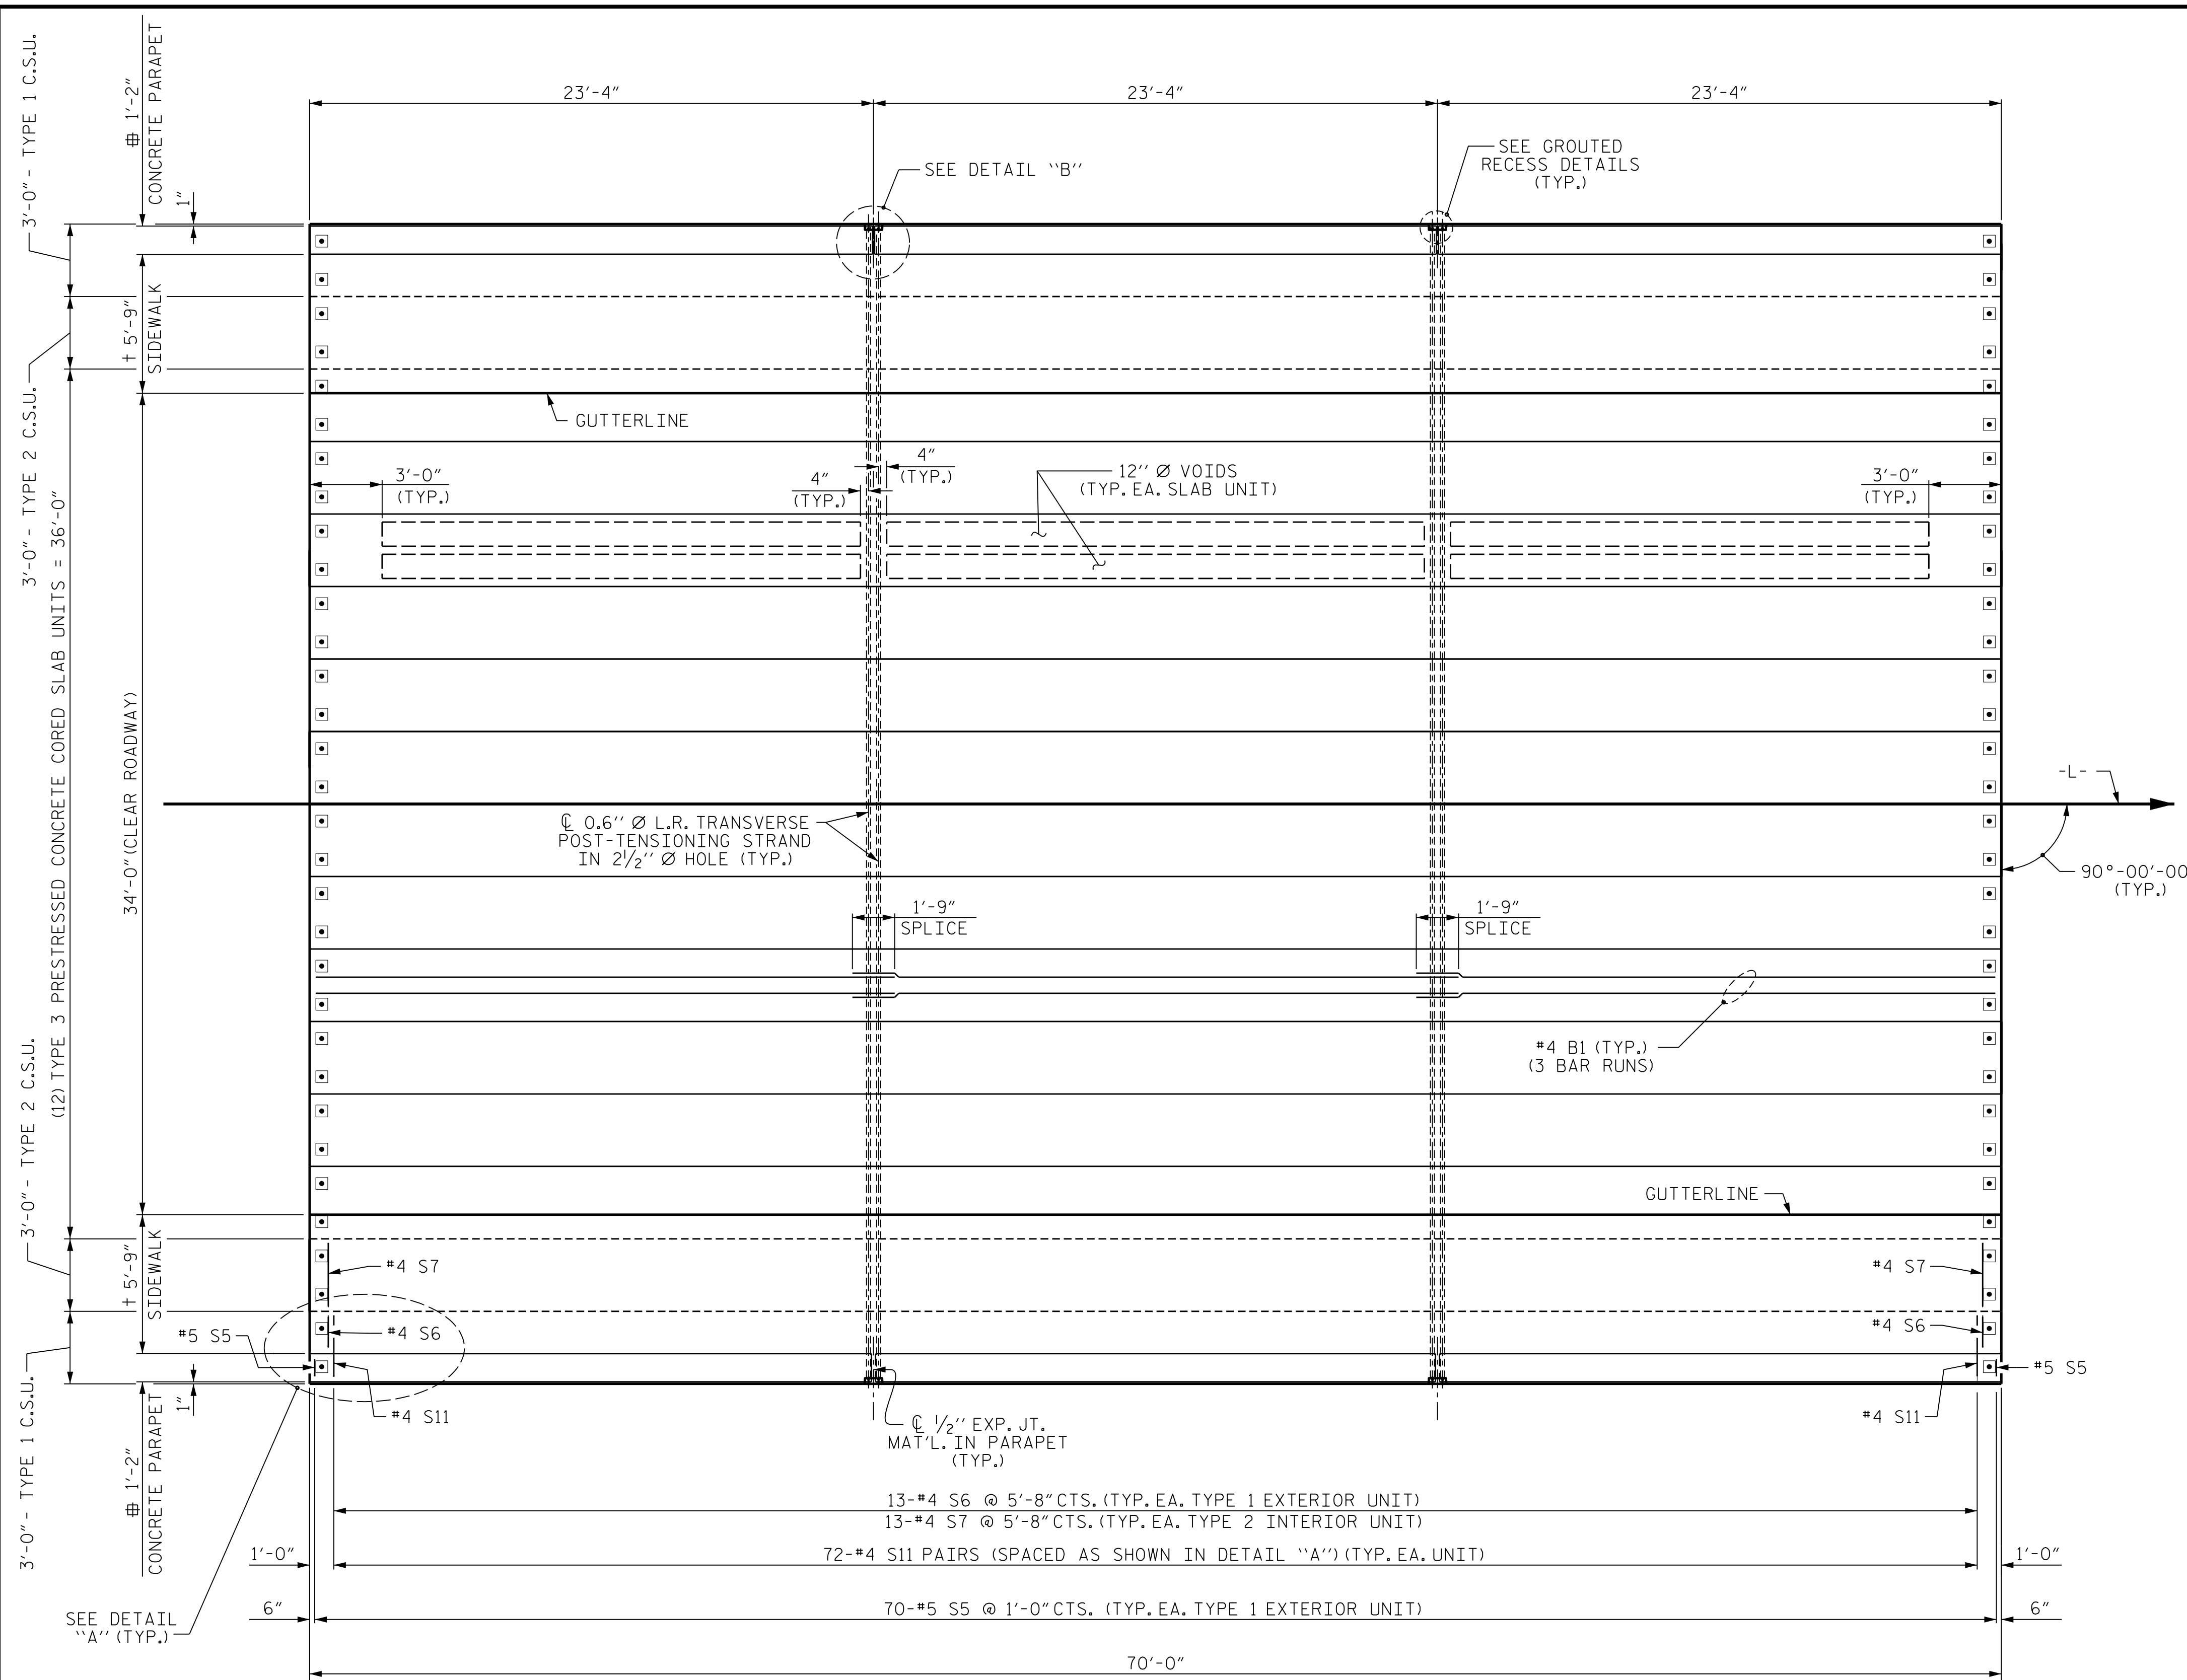 23'-4"
23'-4"
23'-4"
SEE DETAIL ‵‵B′′
SEE GROUTED
RECESS DETAILS
(TYP.)
3'-0" - TYPE 1 C.S.U.
1'-2"
CONCRETE PARAPET
1"
† 5'-9"
SIDEWALK
3'-0" - TYPE 2 C.S.U.
(12) TYPE 3 PRESTRESSED CONCRETE CORED SLAB UNITS = 36'-0"
34'-0" (CLEAR ROADWAY)
GUTTERLINE
3'-0"
(TYP.)
4"
(TYP.)
4"
(TYP.)
12'' Ø VOIDS
(TYP. EA. SLAB UNIT)
3'-0"
(TYP.)
-L-
90°-00'-00
(TYP.)
℄ 0.6'' Ø L.R. TRANSVERSE
POST-TENSIONING STRAND
IN 2½'' Ø HOLE (TYP.)
1'-9"
SPLICE
1'-9"
SPLICE
#4 B1 (TYP.)
(3 BAR RUNS)
GUTTERLINE
3'-0" - TYPE 2 C.S.U.
† 5'-9"
SIDEWALK
#4 S7
#4 S7
#5 S5
#4 S6
#4 S6
#5 S5
#4 S11
#4 S11
3'-0" - TYPE 1 C.S.U.
1"
1'-2"
CONCRETE PARAPET
℄ ½'' EXP. JT.
MAT'L. IN PARAPET
(TYP.)
13-#4 S6 @ 5'-8" CTS. (TYP. EA. TYPE 1 EXTERIOR UNIT)
13-#4 S7 @ 5'-8" CTS. (TYP. EA. TYPE 2 INTERIOR UNIT)
1'-0"
72-#4 S11 PAIRS (SPACED AS SHOWN IN DETAIL ‵‵A′′) (TYP. EA. UNIT)
1'-0"
6"
70-#5 S5 @ 1'-0" CTS. (TYP. EA. TYPE 1 EXTERIOR UNIT)
6"
SEE DETAIL
‵‵A′′ (TYP.)
70'-0"